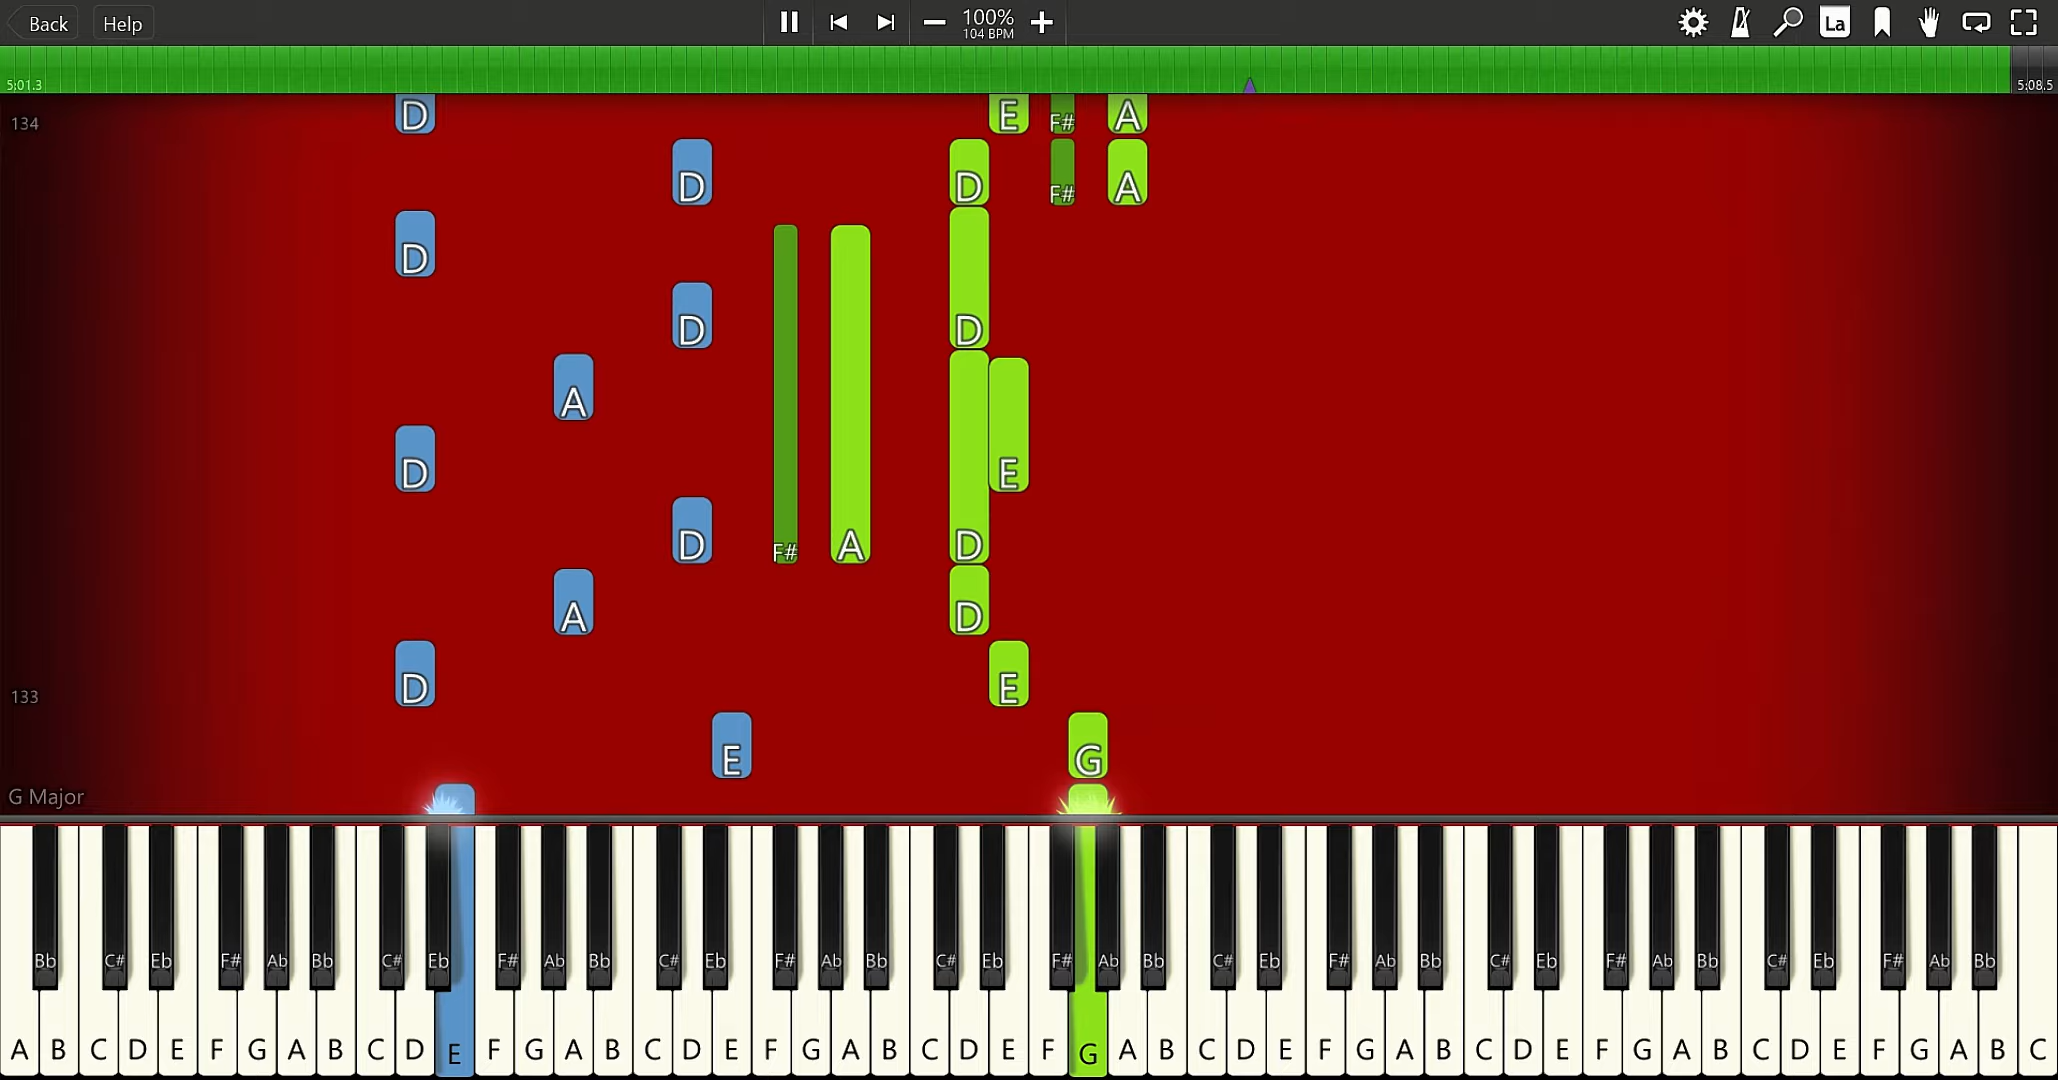 Back Help 100% La
104 BPM
5:01.3 5:08.5
D E F# A
134
D D F# A
D
D D
A
D E
D F# A D
A D
D E
133
E G
G Major
Bb C# Eb F# Ab Bb C# Eb F# Ab Bb C# Eb F# Ab Bb C# Eb F# Ab Bb C# Eb F# Ab Bb C# Eb F# Ab Bb C# Eb F# Ab Bb
A B C D E F G A B C D E F G A B C D E F G A B C D E F G A B C D E F G A B C D E F G A B C D E F G A B C